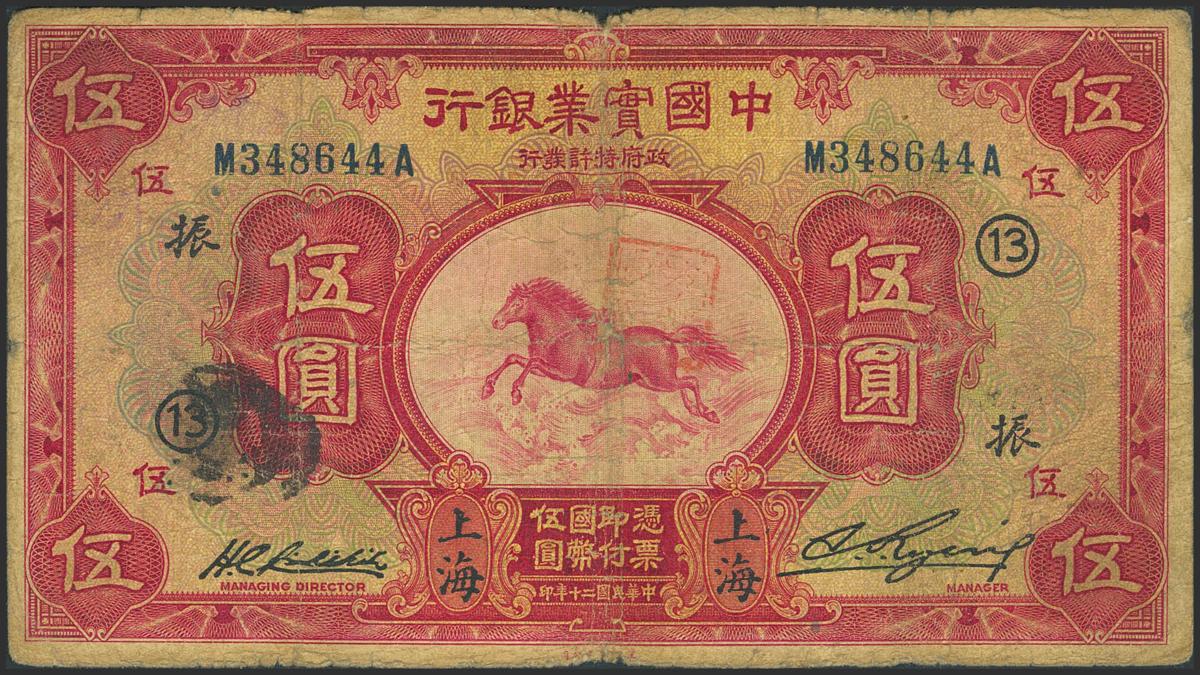 中國實業銀行
政府特許發行
M348644A
M348644A
伍
伍
伍
伍
振
13
伍圓
伍圓
13
振
伍
伍
憑票
即付
國幣
伍圓
上海
上海
中華民國二十年印
伍
伍
MANAGING DIRECTOR
MANAGER